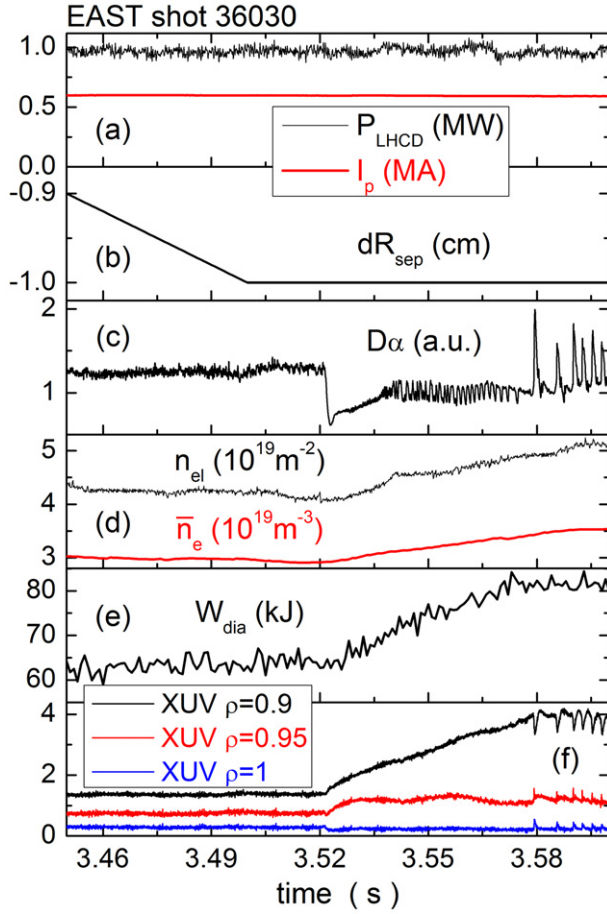 EAST shot 36030
1.0
0.5
0.0
(a)
P_LHCD (MW)
I_p (MA)
-0.9
-1.0
(b)
dR_sep (cm)
2
1
(c)
Dα (a.u.)
5
4
3
n_el (10^19 m^-2)
(d)
n̅_e (10^19 m^-3)
80
70
60
(e)
W_dia (kJ)
4
2
0
XUV ρ=0.9
XUV ρ=0.95
XUV ρ=1
(f)
3.46 3.49 3.52 3.55 3.58
time ( s )